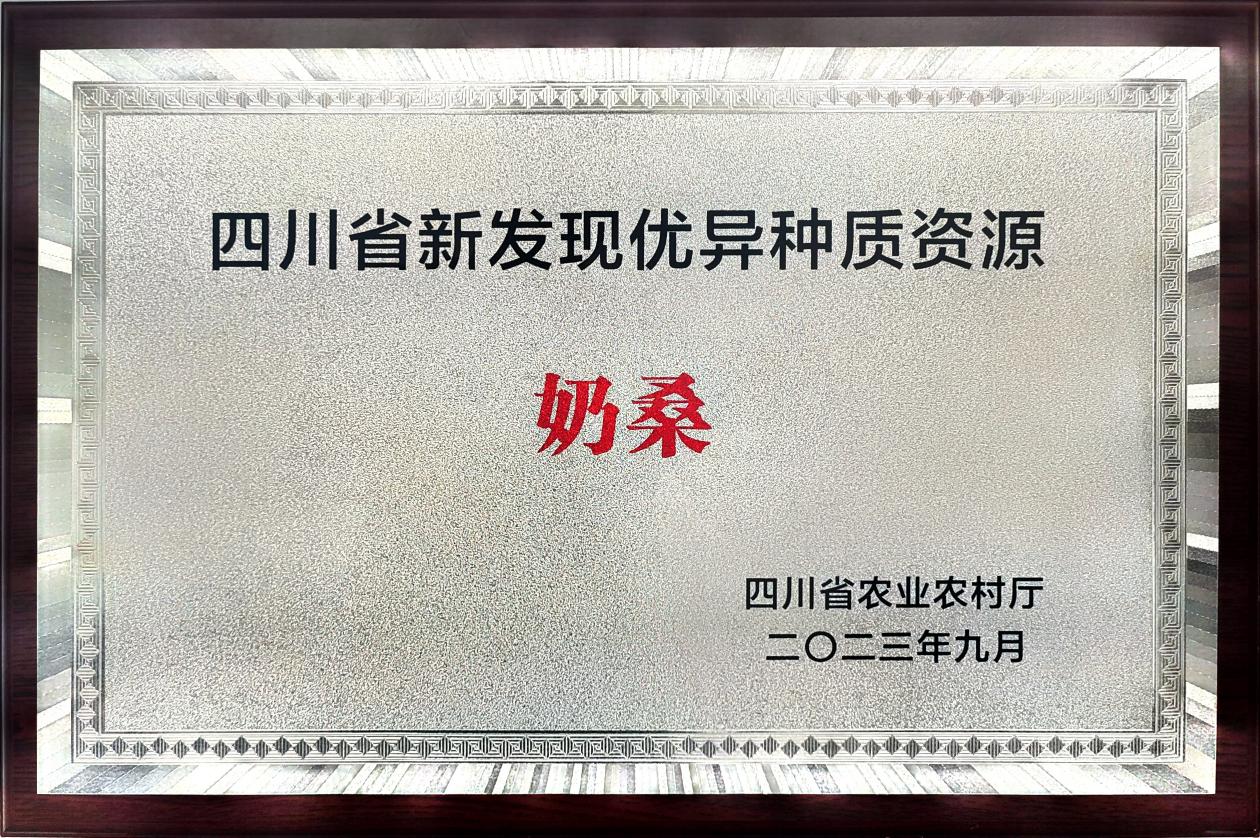 四川省新发现优异种质资源
奶桑
四川省农业农村厅
二〇二三年九月